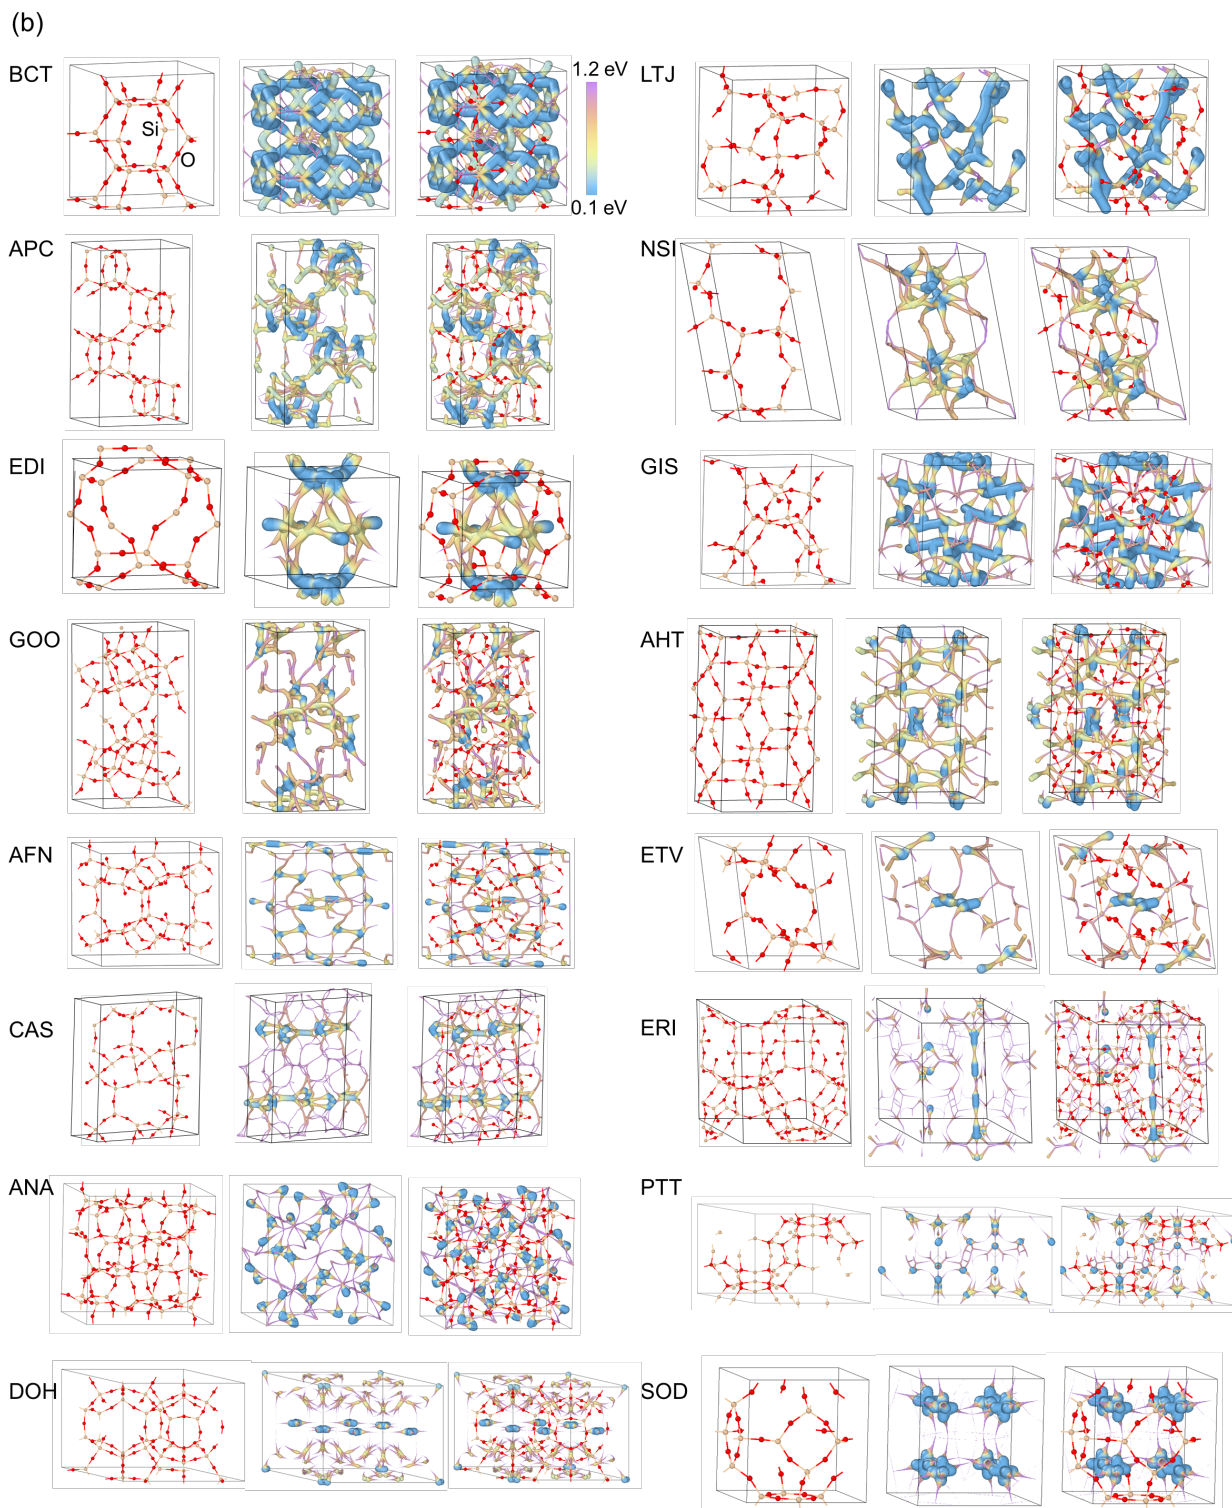 (b)
BCT
Si
O
1.2 eV
0.1 eV
LTJ
APC
NSI
EDI
GIS
GOO
AHT
AFN
ETV
CAS
ERI
ANA
PTT
DOH
SOD